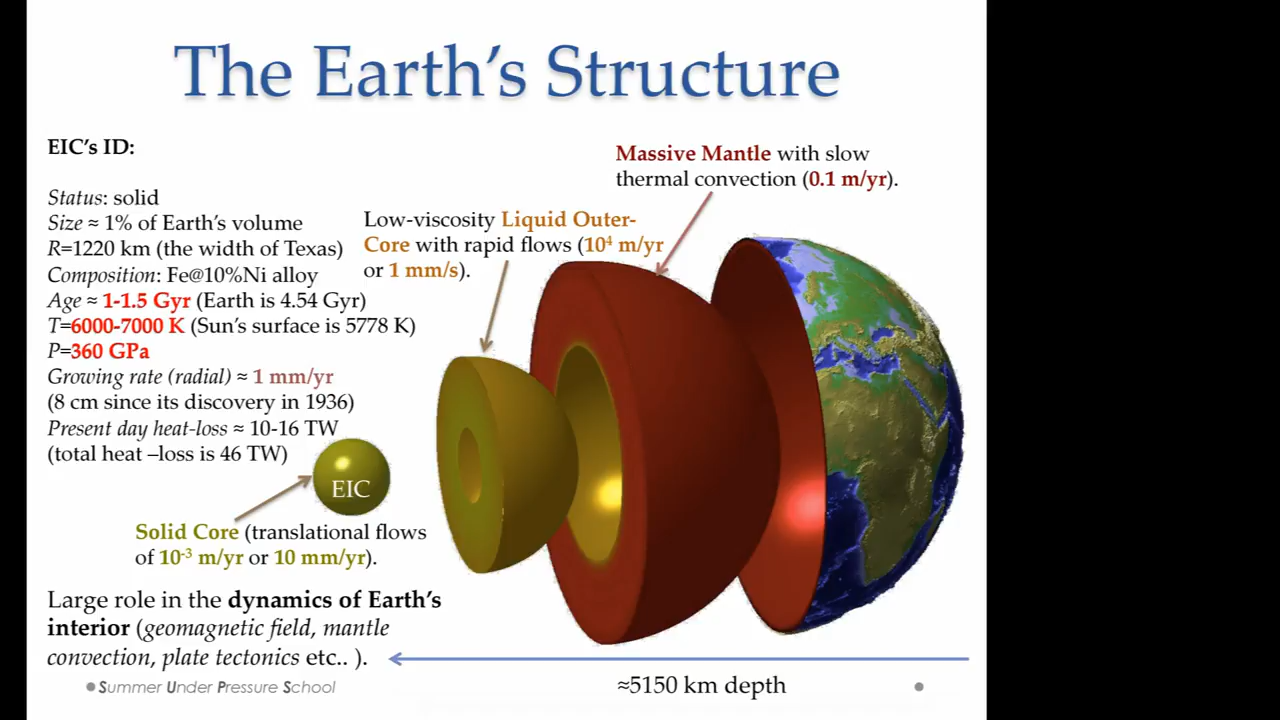 The Earth's Structure
EIC's ID:
Status: solid
Size ≈ 1% of Earth's volume
R=1220 km (the width of Texas)
Composition: Fe@10%Ni alloy
Age ≈ 1-1.5 Gyr (Earth is 4.54 Gyr)
T=6000-7000 K (Sun's surface is 5778 K)
P=360 GPa
Growing rate (radial) ≈ 1 mm/yr
(8 cm since its discovery in 1936)
Present day heat-loss ≈ 10-16 TW
(total heat –loss is 46 TW)
Massive Mantle with slow
thermal convection (0.1 m/yr).
Low-viscosity Liquid Outer-
Core with rapid flows (10⁴ m/yr
or 1 mm/s).
EIC
Solid Core (translational flows
of 10⁻³ m/yr or 10 mm/yr).
Large role in the dynamics of Earth's
interior (geomagnetic field, mantle
convection, plate tectonics etc.. ).
Summer Under Pressure School
≈5150 km depth